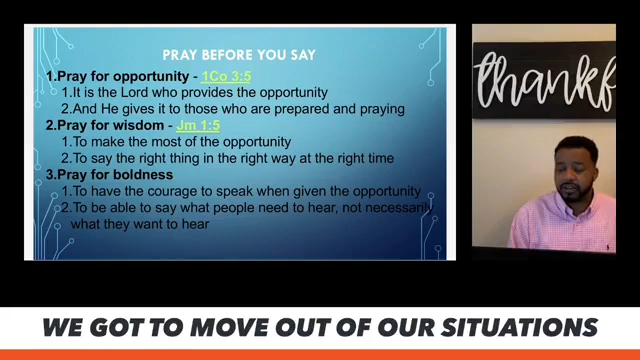 PRAY BEFORE YOU SAY
1.Pray for opportunity - 1Co 3:5
1.It is the Lord who provides the opportunity
2.And He gives it to those who are prepared and praying
2.Pray for wisdom - Jm 1:5
1.To make the most of the opportunity
2.To say the right thing in the right way at the right time
3.Pray for boldness
1.To have the courage to speak when given the opportunity
2.To be able to say what people need to hear, not necessarily
what they want to hear
thankf
WE GOT TO MOVE OUT OF OUR SITUATIONS